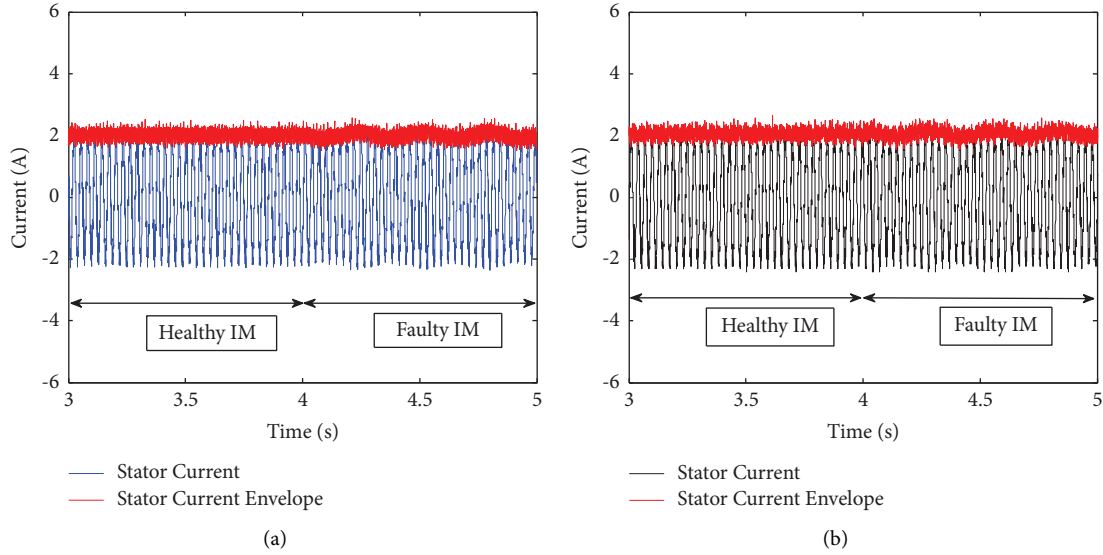 6
4
2
0
-2
-4
-6
Current (A)
Healthy IM
Faulty IM
3
3.5
4
4.5
5
Time (s)
Stator Current
Stator Current Envelope
(a)
6
4
2
0
-2
-4
-6
Current (A)
Healthy IM
Faulty IM
3
3.5
4
4.5
5
Time (s)
Stator Current
Stator Current Envelope
(b)